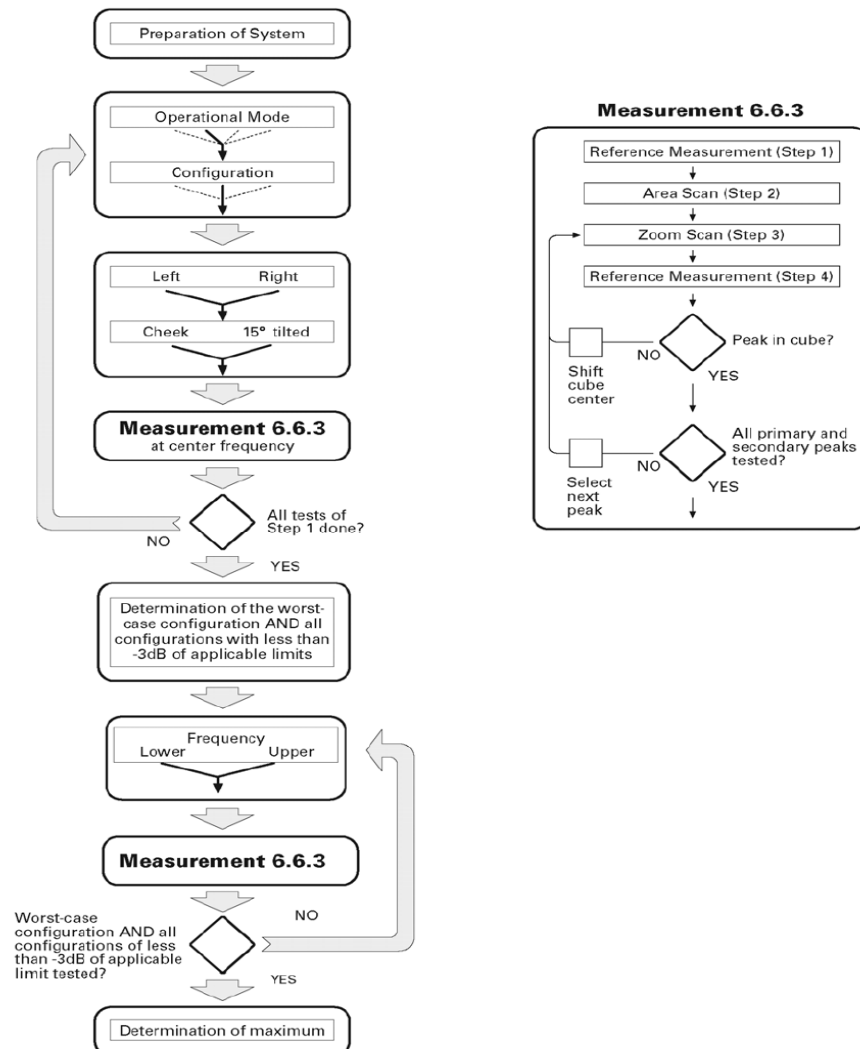 Preparation of System
Operational Mode
Configuration
Left Right
Cheek 15° tilted
Measurement 6.6.3
at center frequency
All tests of
Step 1 done?
NO
YES
Determination of the worst-
case configuration AND all
configurations with less than
-3dB of applicable limits
Frequency
Lower Upper
Measurement 6.6.3
NO
Worst-case
configuration AND all
configurations of less
than -3dB of applicable
limit tested?
YES
Determination of maximum
Measurement 6.6.3
Reference Measurement (Step 1)
Area Scan (Step 2)
Zoom Scan (Step 3)
Reference Measurement (Step 4)
Peak in cube?
NO
Shift
cube
center
YES
All primary and
secondary peaks
tested?
NO
Select
next
peak
YES